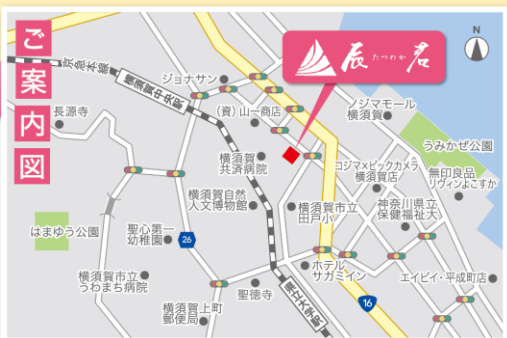 ご案内図
N
たつわか
辰君
京急本線
横須賀中央駅
ジョナサン
(資)山一商店
ノジマモール
横須賀
長源寺
うみかぜ公園
横須賀
共済病院
コジマ×ビックカメラ
横須賀店
無印良品
リヴィンよこすか
横須賀自然
人文博物館
横須賀市立
田戸小
神奈川県立
保健福祉大
はまゆう公園
聖心第一
幼稚園
26
ホテル
サガミイン
エイビイ・平成町店
横須賀市立
うわまち病院
聖徳寺
県立大学駅
16
横須賀上町
郵便局